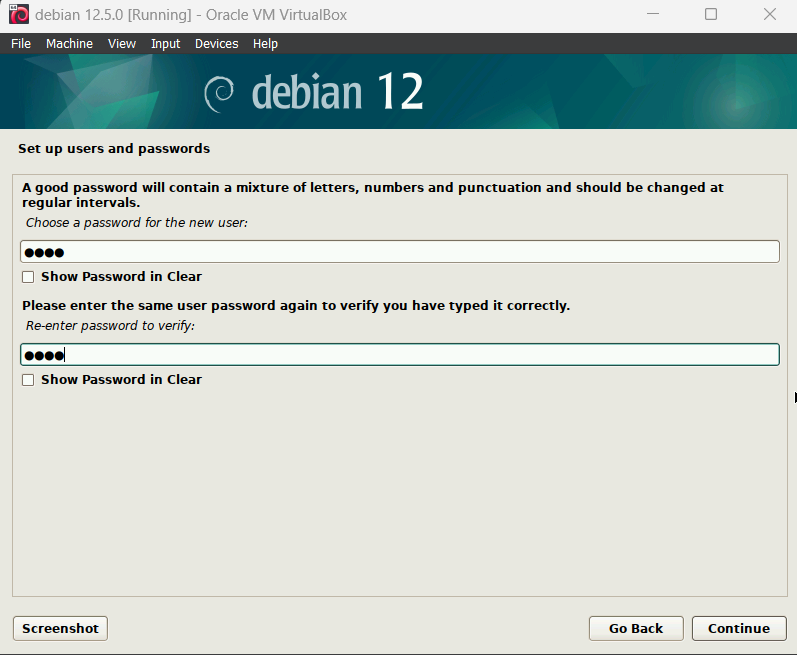 debian 12.5.0 [Running] - Oracle VM VirtualBox
File Machine View Input Devices Help
debian 12
Set up users and passwords
A good password will contain a mixture of letters, numbers and punctuation and should be changed at
regular intervals.
Choose a password for the new user:
●●●●
Show Password in Clear
Please enter the same user password again to verify you have typed it correctly.
Re-enter password to verify:
●●●●
Show Password in Clear
Screenshot Go Back Continue